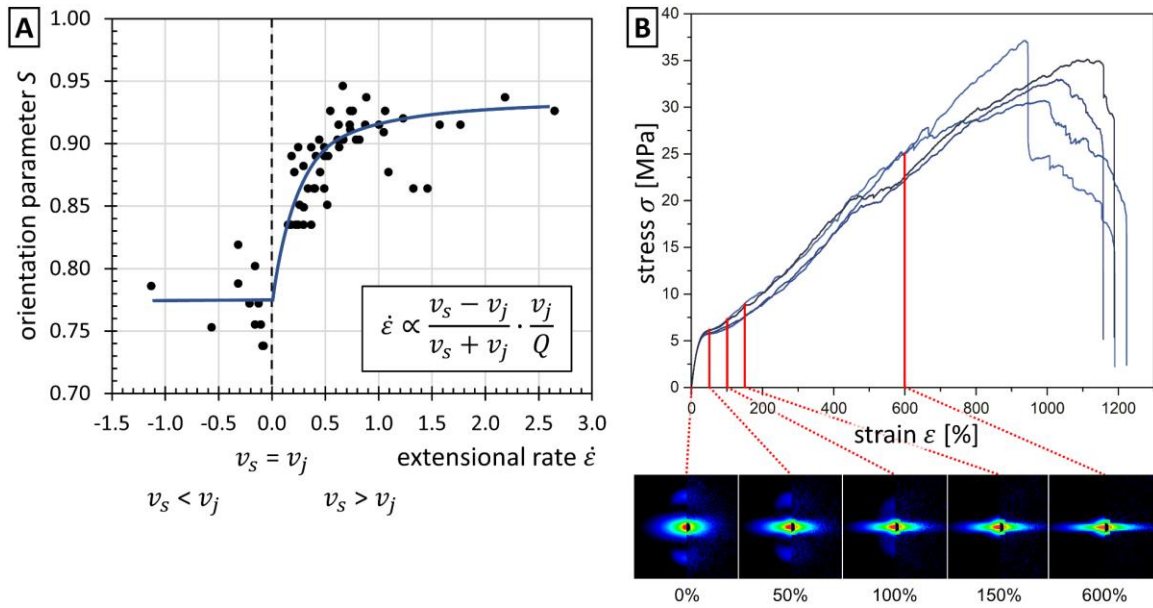 A
orientation parameter S
1.00
0.95
0.90
0.85
0.80
0.75
0.70
-1.5 -1.0 -0.5 0.0 0.5 1.0 1.5 2.0 2.5 3.0
ε̇ ∝ (v_s − v_j)/(v_s + v_j) · v_j/Q
v_s = v_j
extensional rate ε̇
v_s < v_j
v_s > v_j
B
stress σ [MPa]
40
35
30
25
20
15
10
5
0
0 200 400 600 800 1000 1200
strain ε [%]
0% 50% 100% 150% 600%